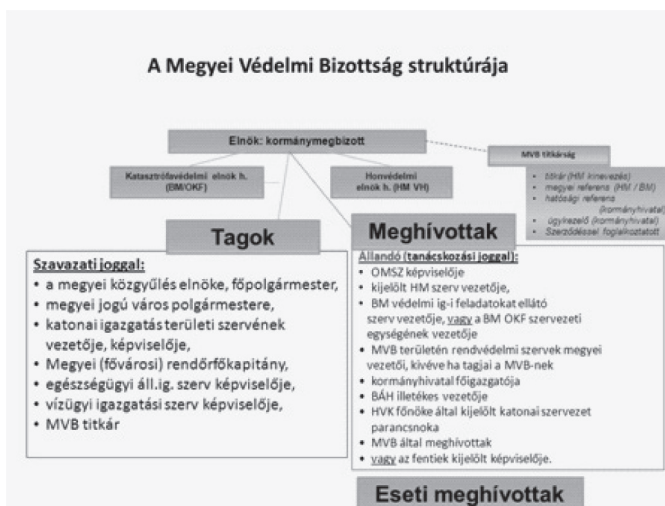 A Megyei Védelmi Bizottság struktúrája
Elnök: kormánymegbízott
Katasztrófavédelmi elnök h.
(BM/OKF)
Honvédelmi
elnök h. (HM VH)
MVB titkárság
• titkár (HM kinevezés)
• megyei referens (HM / BM)
• hatósági referens
(kormányhivatal)
• ügykezelő (kormányhivatal)
• Szerződéssel foglalkoztatott
Tagok
Szavazati joggal:
• a megyei közgyűlés elnöke, főpolgármester,
• megyei jogú város polgármestere,
• katonai igazgatás területi szervének
vezetője, képviselője,
• Megyei (fővárosi) rendőrfőkapitány,
• egészségügyi áll.ig. szerv képviselője,
• vízügyi igazgatási szerv képviselője,
• MVB titkár
Meghívottak
Állandó (tanácskozási joggal):
• OMSZ képviselője
• kijelölt HM szerv vezetője,
• BM védelmi ig-i feladatokat ellátó
szerv vezetője, vagy a BM OKF szervezeti
egységének vezetője
• MVB területén rendvédelmi szervek megyei
vezetői, kivéve ha tagjai a MVB-nek
• kormányhivatal főigazgatója
• BÁH illetékes vezetője
• HVK főnöke által kijelölt katonai szervezet
parancsnoka
• MVB által meghívottak
• vagy az fentiek kijelölt képviselője.
Eseti meghívottak